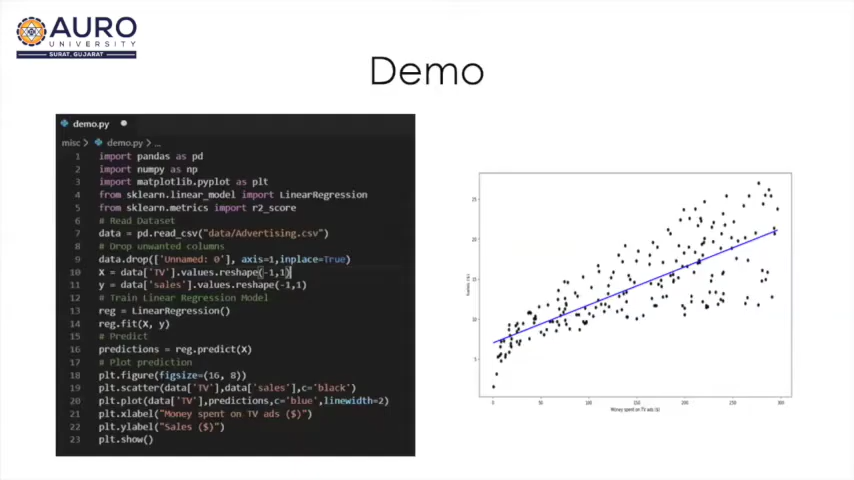 AURO
UNIVERSITY
SURAT, GUJARAT
Demo
demo.py
misc > demo.py > ...
1 import pandas as pd
2 import numpy as np
3 import matplotlib.pyplot as plt
4 from sklearn.linear_model import LinearRegression
5 from sklearn.metrics import r2_score
6 # Read Dataset
7 data = pd.read_csv("data/Advertising.csv")
8 # Drop unwanted columns
9 data.drop(['Unnamed: 0'], axis=1,inplace=True)
10 X = data['TV'].values.reshape(-1,1)
11 y = data['sales'].values.reshape(-1,1)
12 # Train Linear Regression Model
13 reg = LinearRegression()
14 reg.fit(X, y)
15 # Predict
16 predictions = reg.predict(X)
17 # Plot prediction
18 plt.figure(figsize=(16, 8))
19 plt.scatter(data['TV'],data['sales'],c='black')
20 plt.plot(data['TV'],predictions,c='blue',linewidth=2)
21 plt.xlabel("Money spent on TV ads ($)")
22 plt.ylabel("Sales ($)")
23 plt.show()
25
20
15
10
5
0 50 100 150 200 250 300
Money spent on TV ads ($)